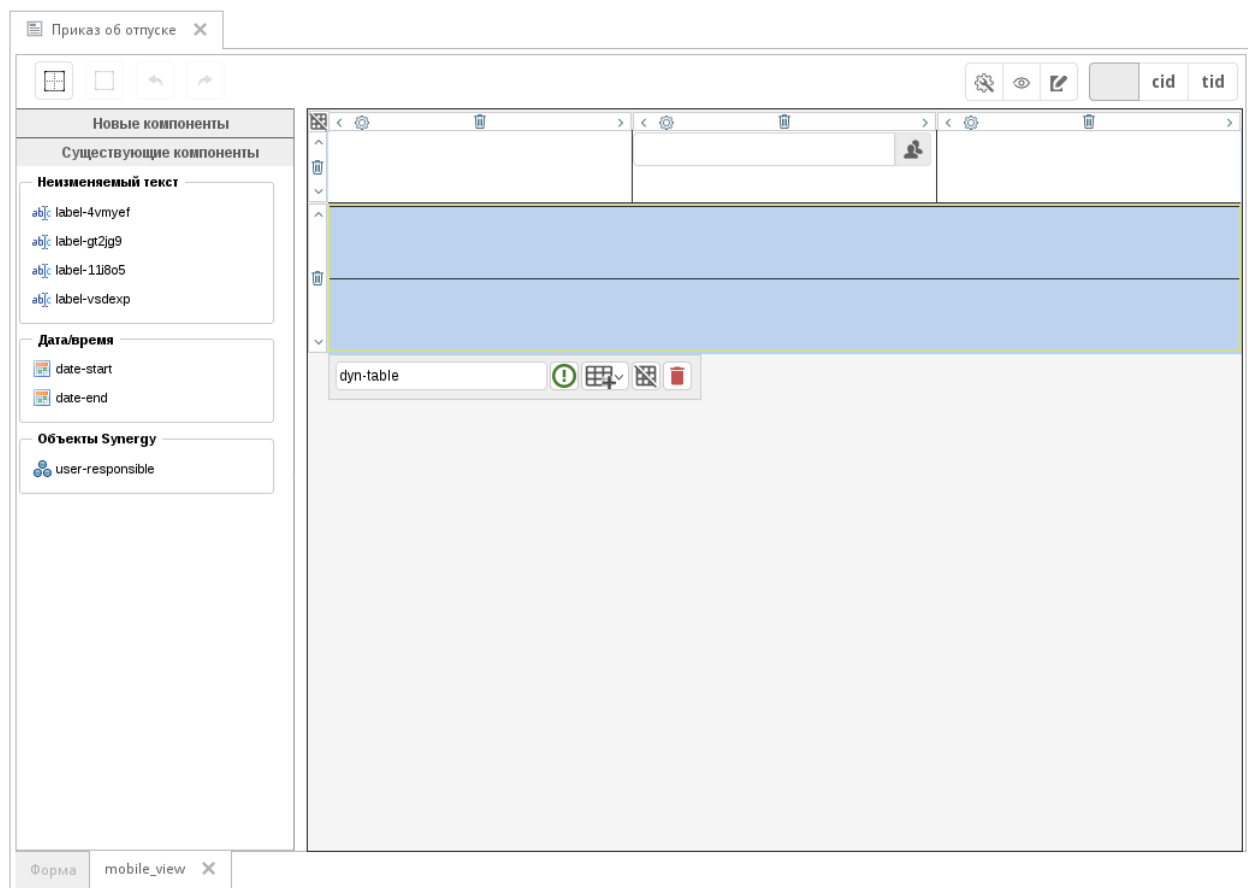 Приказ об отпуске
cid tid
Новые компоненты
Существующие компоненты
Неизменяемый текст
label-4vmyef
label-gt2jg9
label-11i8o5
label-vsdexp
Дата/время
date-start
date-end
Объекты Synergy
user-responsible
dyn-table
Форма mobile_view